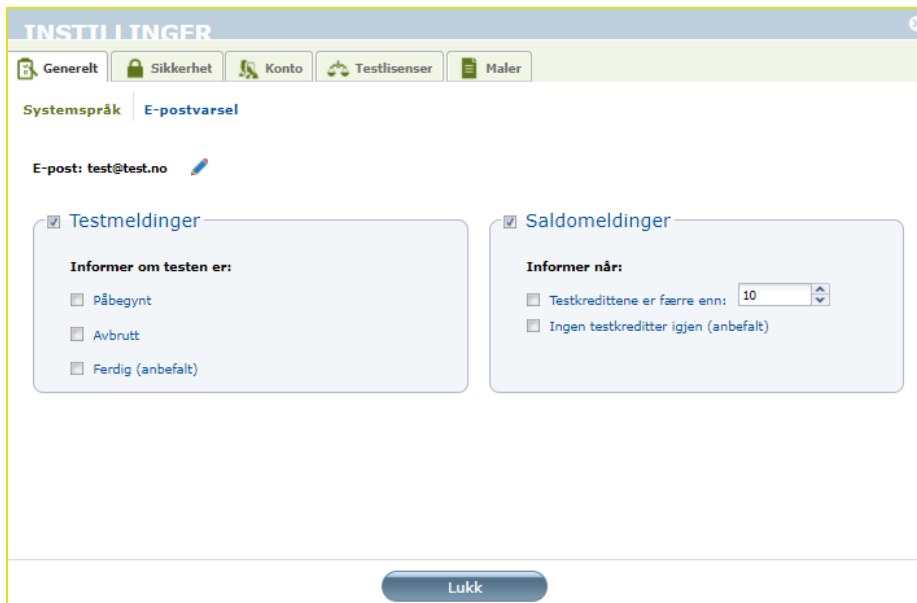 INSTILLINGER
Generelt Sikkerhet Konto Testlisenser Maler
Systemspråk E-postvarsel
E-post: test@test.no
Testmeldinger
Informer om testen er:
Påbegynt
Avbrutt
Ferdig (anbefalt)
Saldomeldinger
Informer når:
Testkredittene er færre enn: 10
Ingen testkreditter igjen (anbefalt)
Lukk